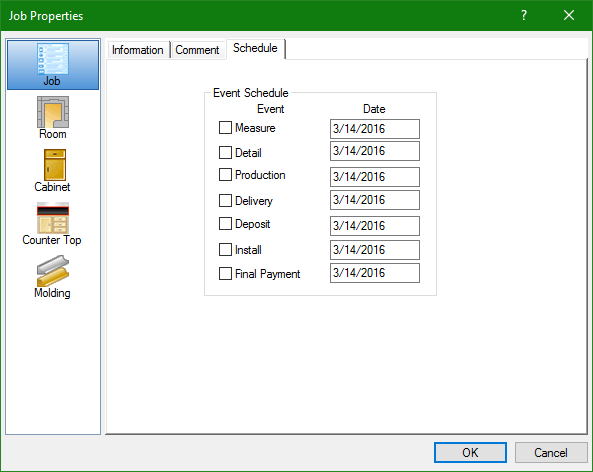 Job Properties
?
Job
Room
Cabinet
Counter Top
Molding
Information Comment Schedule
Event Schedule
Event Date
Measure 3/14/2016
Detail 3/14/2016
Production 3/14/2016
Delivery 3/14/2016
Deposit 3/14/2016
Install 3/14/2016
Final Payment 3/14/2016
OK Cancel